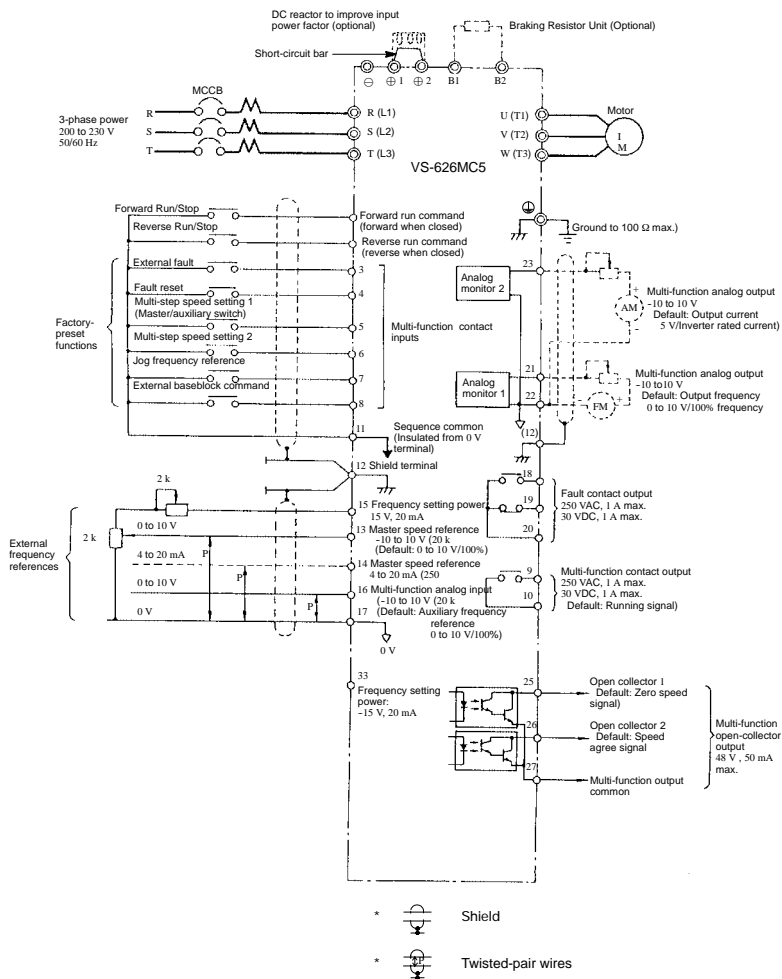 DC reactor to improve input
power factor (optional)
Braking Resistor Unit (Optional)
Short-circuit bar
⊖ ⊕ 1 ⊕ 2 B1 B2
MCCB
3-phase power
200 to 230 V
50/60 Hz
R
S
T
R (L1)
S (L2)
T (L3)
U (T1)
V (T2)
W (T3)
Motor
I
M
VS-626MC5
Forward Run/Stop
Reverse Run/Stop
External fault
Fault reset
Multi-step speed setting 1
(Master/auxiliary switch)
Multi-step speed setting 2
Jog frequency reference
External baseblock command
Factory-
preset
functions
Forward run command
(forward when closed)
Reverse run command
(reverse when closed)
3
4
5
6
7
8
Multi-function contact
inputs
11
Sequence common
(Insulated from 0 V
terminal)
12 Shield terminal
Ground to 100 Ω max.)
23
Analog
monitor 2
AM
+
-
Multi-function analog output
-10 to 10 V
Default: Output current
5 V/Inverter rated current)
21
22
Analog
monitor 1
FM
-
+
Multi-function analog output
-10 to10 V
Default: Output frequency
0 to 10 V/100% frequency
(12)
2 k
2 k
External
frequency
references
0 to 10 V
4 to 20 mA
0 to 10 V
0 V
P
P
P
15 Frequency setting power
15 V, 20 mA
13 Master speed reference
-10 to 10 V (20 k
(Default: 0 to 10 V/100%)
14 Master speed reference
4 to 20 mA (250
16 Multi-function analog input
(-10 to 10 V (20 k
(Default: Auxiliary frequency
reference
0 to 10 V/100%)
17
0 V
18
19
20
Fault contact output
250 VAC, 1 A max.
30 VDC, 1 A max.
9
10
Multi-function contact output
250 VAC, 1 A max.
30 VDC, 1 A max.
Default: Running signal)
33
Frequency setting
power:
-15 V, 20 mA
25
26
27
Open collector 1
Default: Zero speed
signal)
Open collector 2
Default: Speed
agree signal
Multi-function output
common
Multi-function
open-collector
output
48 V , 50 mA
max.
* Shield
* P Twisted-pair wires